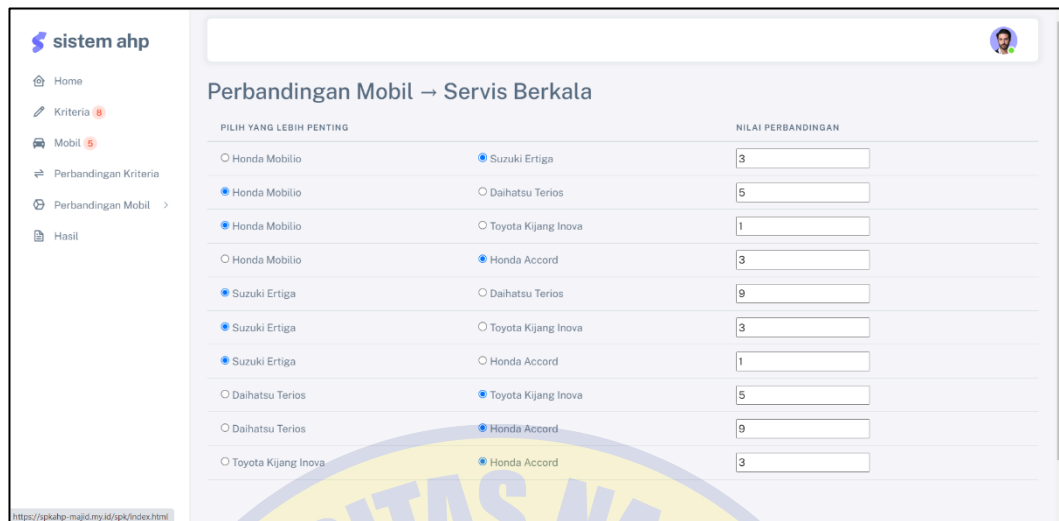 sistem ahp
Home
Kriteria 8
Mobil 5
Perbandingan Kriteria
Perbandingan Mobil >
Hasil
Perbandingan Mobil → Servis Berkala
PILIH YANG LEBIH PENTING NILAI PERBANDINGAN
Honda Mobilio Suzuki Ertiga 3
Honda Mobilio Daihatsu Terios 5
Honda Mobilio Toyota Kijang Inova 1
Honda Mobilio Honda Accord 3
Suzuki Ertiga Daihatsu Terios 9
Suzuki Ertiga Toyota Kijang Inova 3
Suzuki Ertiga Honda Accord 1
Daihatsu Terios Toyota Kijang Inova 5
Daihatsu Terios Honda Accord 9
Toyota Kijang Inova Honda Accord 3
ITAS NA
https://spkahp-majid.my.id/spk/index.html